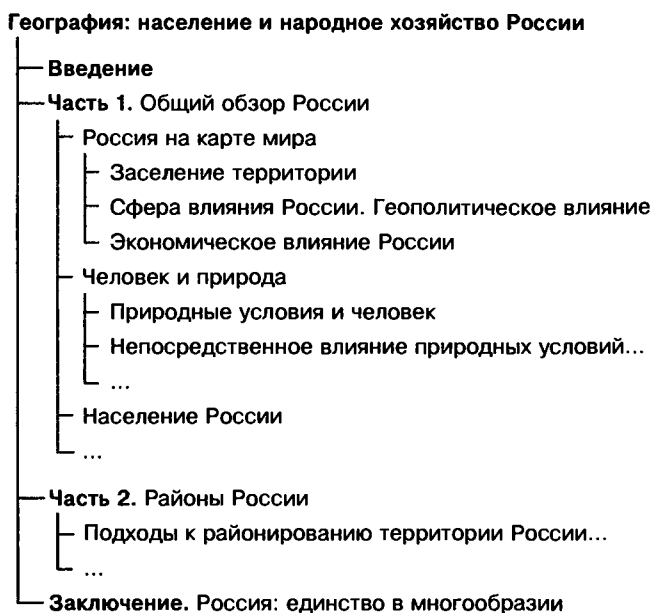 География: население и народное хозяйство России
Введение
Часть 1. Общий обзор России
Россия на карте мира
Заселение территории
Сфера влияния России. Геополитическое влияние
Экономическое влияние России
Человек и природа
Природные условия и человек
Непосредственное влияние природных условий...
...
Население России
...
Часть 2. Районы России
Подходы к районированию территории России...
...
Заключение. Россия: единство в многообразии